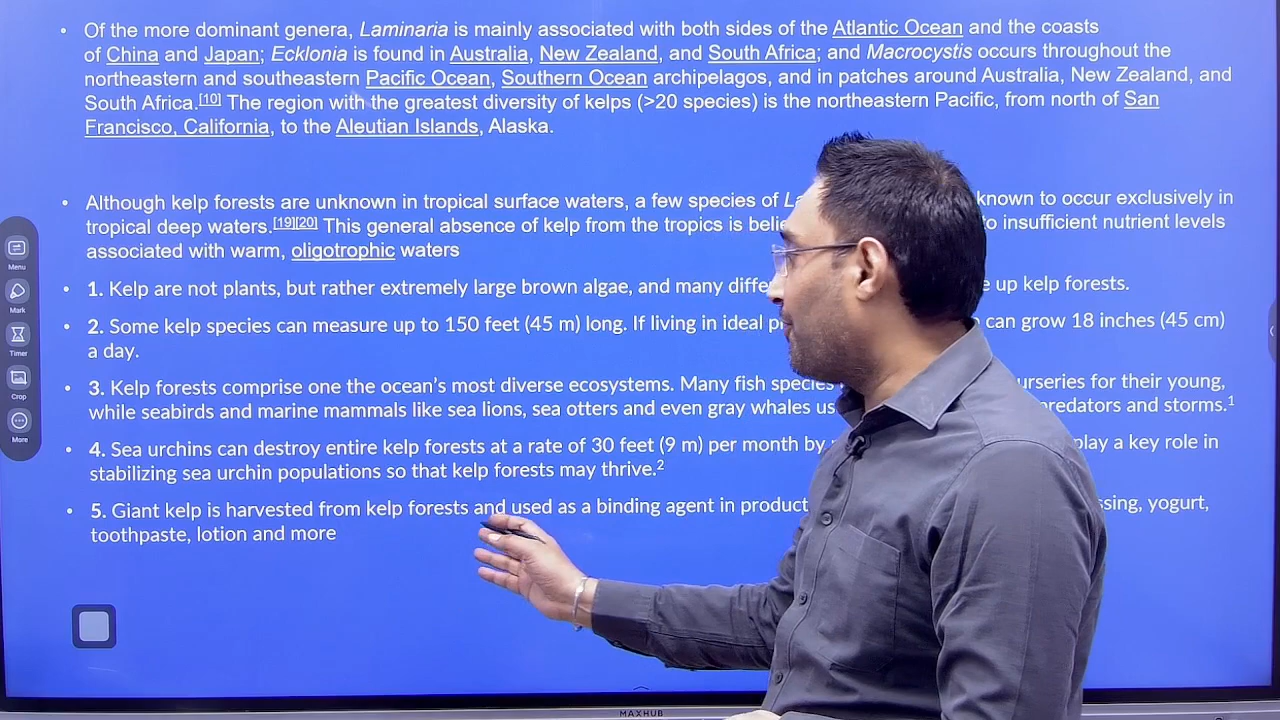 • Of the more dominant genera, Laminaria is mainly associated with both sides of the Atlantic Ocean and the coasts
of China and Japan; Ecklonia is found in Australia, New Zealand, and South Africa; and Macrocystis occurs throughout the
northeastern and southeastern Pacific Ocean, Southern Ocean archipelagos, and in patches around Australia, New Zealand, and
South Africa.[10] The region with the greatest diversity of kelps (>20 species) is the northeastern Pacific, from north of San
Francisco, California, to the Aleutian Islands, Alaska.
• Although kelp forests are unknown in tropical surface waters, a few species of known to occur exclusively in
tropical deep waters.[19][20] This general absence of kelp from the tropics is insufficient nutrient levels
associated with warm, oligotrophic waters
• 1. Kelp are not plants, but rather extremely large brown algae, and many up kelp forests.
• 2. Some kelp species can measure up to 150 feet (45 m) long. If living in ideal can grow 18 inches (45 cm)
a day.
• 3. Kelp forests comprise one the ocean's most diverse ecosystems. Many fish species for their young,
while seabirds and marine mammals like sea lions, sea otters and even gray whales and storms.1
• 4. Sea urchins can destroy entire kelp forests at a rate of 30 feet (9 m) per month by play a key role in
stabilizing sea urchin populations so that kelp forests may thrive.2
• 5. Giant kelp is harvested from kelp forests and used as a binding agent in yogurt,
toothpaste, lotion and more
Menu
Mark
Timer
Crop
More
MAXHUB